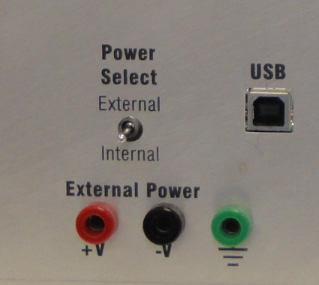 Power
Select
External
Internal
USB
External Power
+V
-V